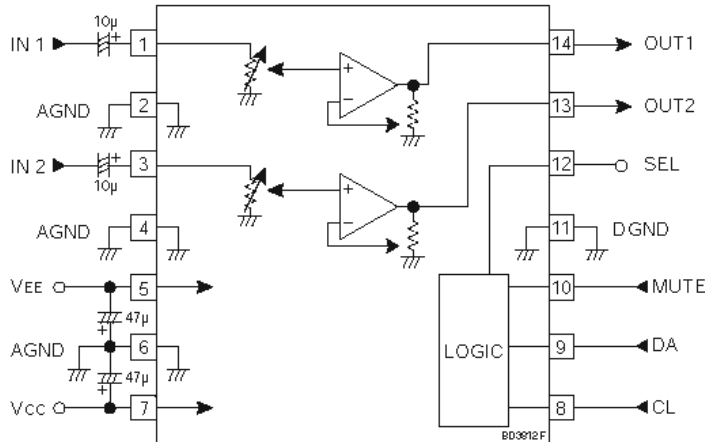 10μ
+
IN 1
1
14
OUT1
+
−
AGND
2
13
OUT2
+
IN 2
3
12
SEL
10μ
+
−
AGND
4
11
DGND
VEE
5
10
MUTE
47μ
+
LOGIC
AGND
6
9
DA
47μ
+
VCC
7
8
CL
BD3812F